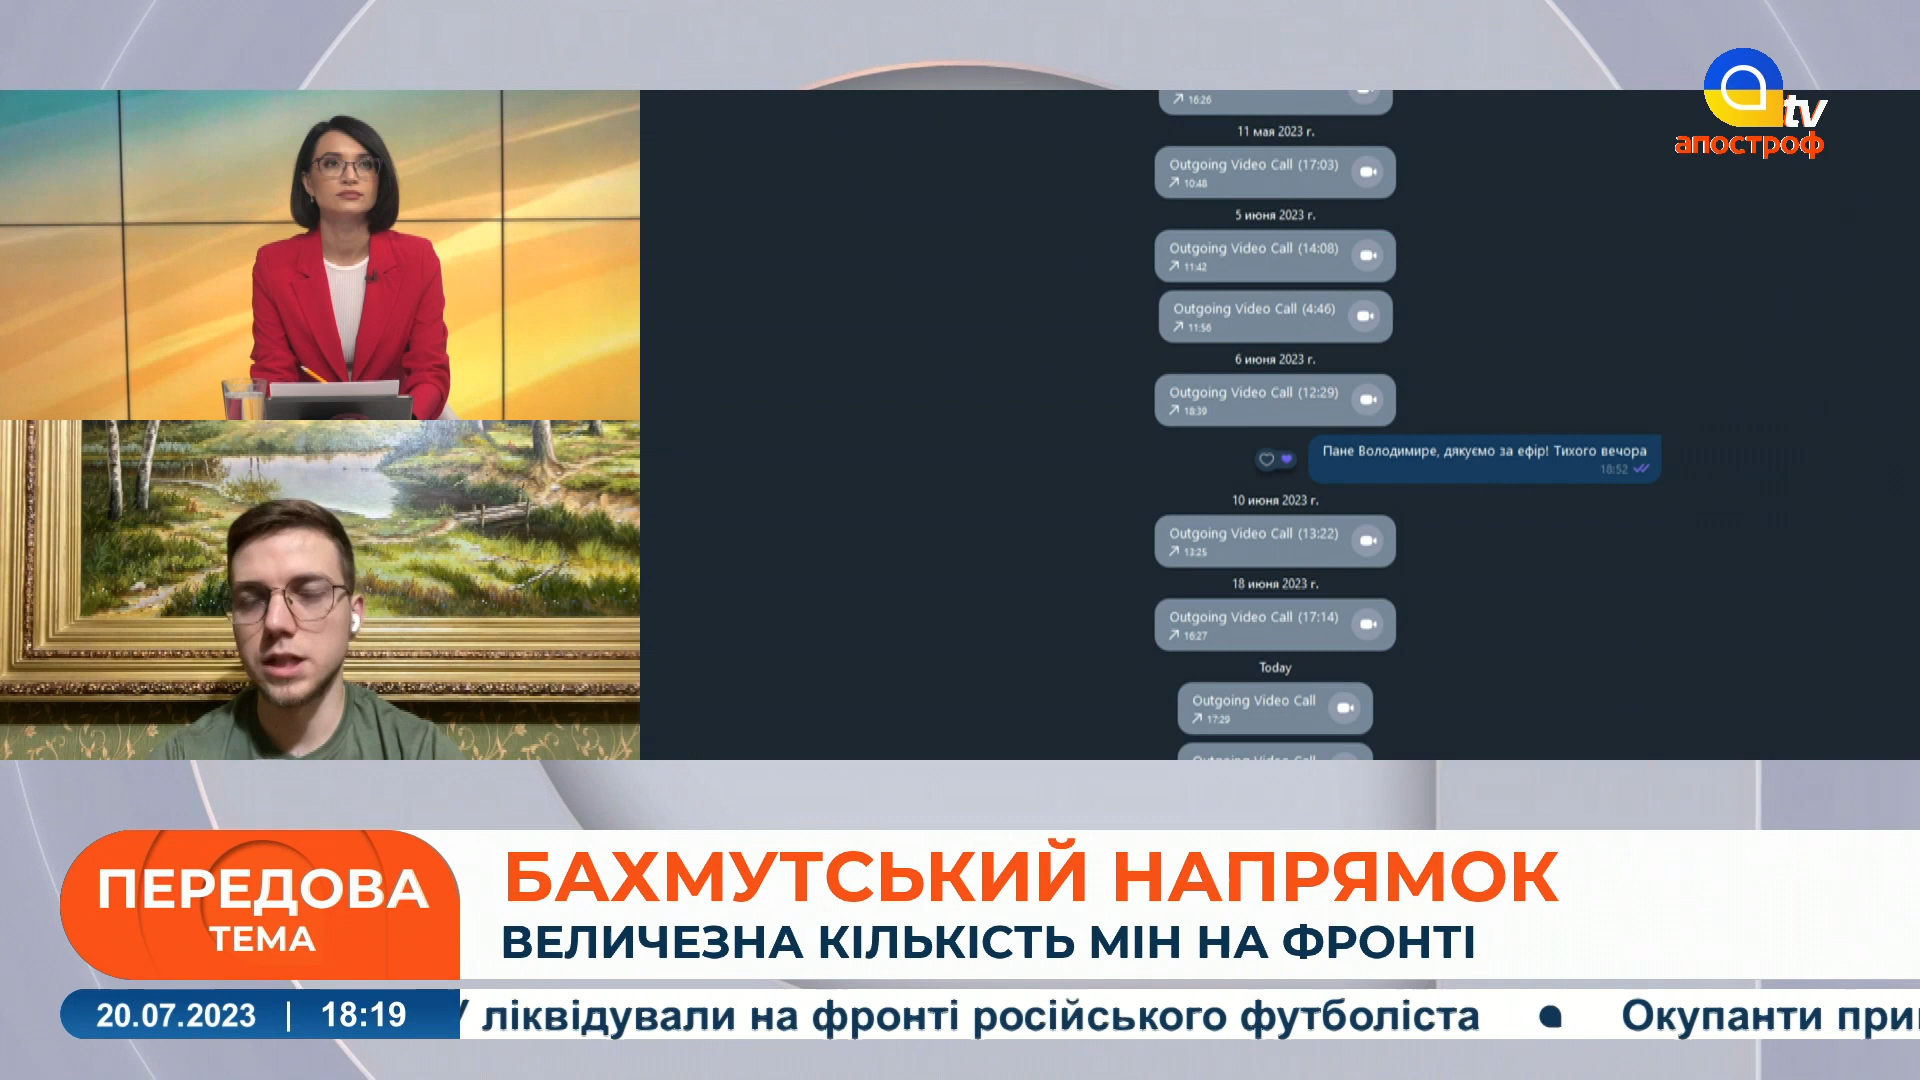 tv
апостроф
16:26
11 мая 2023 г.
Outgoing Video Call (17:03)
10:48
5 июня 2023 г.
Outgoing Video Call (14:08)
11:42
Outgoing Video Call (4:46)
11:56
6 июня 2023 г.
Outgoing Video Call (12:29)
18:39
Пане Володимире, дякуємо за ефір! Тихого вечора
18:52
10 июня 2023 г.
Outgoing Video Call (13:22)
13:25
18 июня 2023 г.
Outgoing Video Call (17:14)
16:27
Today
Outgoing Video Call
17:29
Outgoing Video Call
ПЕРЕДОВА
ТЕМА
БАХМУТСЬКИЙ НАПРЯМОК
ВЕЛИЧЕЗНА КІЛЬКІСТЬ МІН НА ФРОНТІ
20.07.2023 | 18:19
ліквідували на фронті російського футболіста • Окупанти при